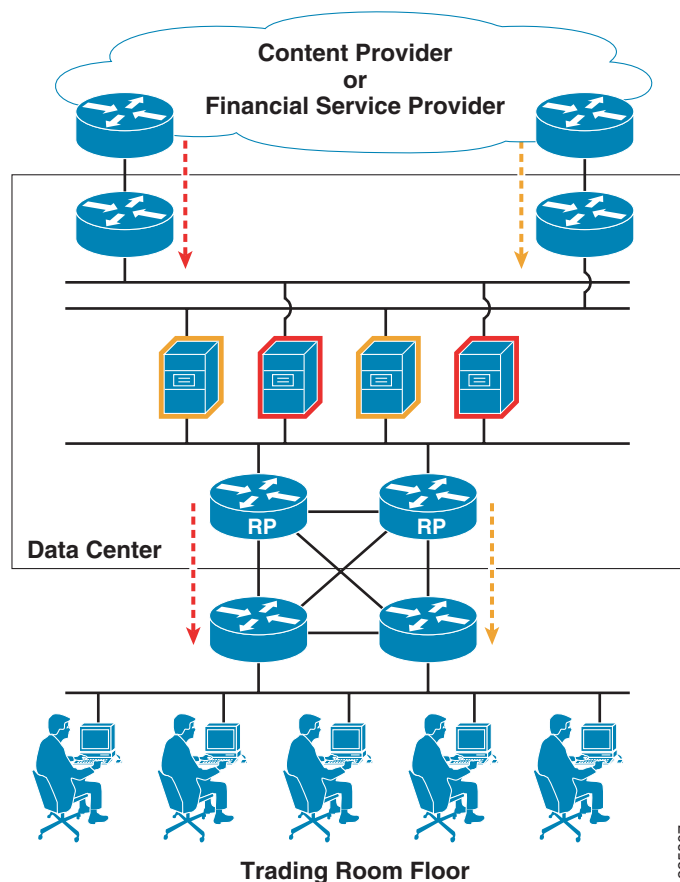 Content Provider
or
Financial Service Provider
RP
RP
Data Center
Trading Room Floor